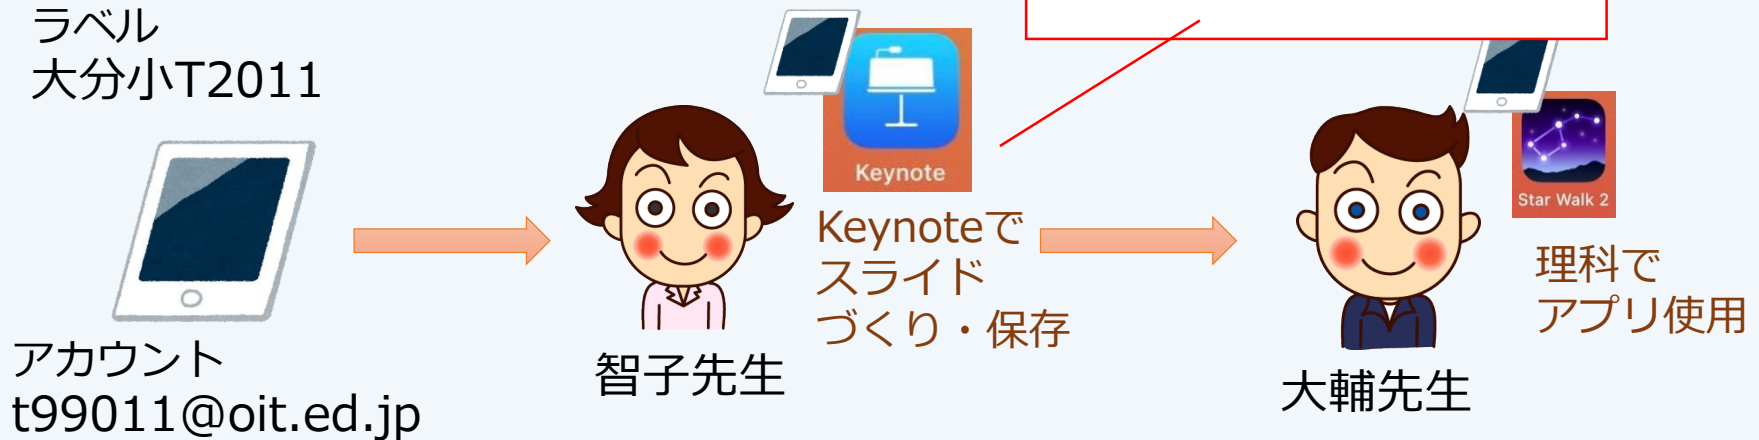 ラベル
大分小T2011
アカウント
t99011@oit.ed.jp
Keynote
Keynoteで
スライド
づくり・保存
智子先生
Star Walk 2
理科で
アプリ使用
大輔先生